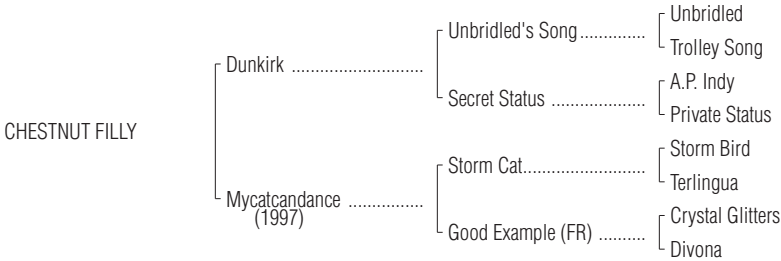 Unbridled
Unbridled's Song..............
Trolley Song
Dunkirk ............................
A.P. Indy
Secret Status ....................
Private Status
CHESTNUT FILLY
Storm Bird
Storm Cat..........................
Terlingua
Mycatcandance ................
(1997)
Crystal Glitters
Good Example (FR) ..........
Divona